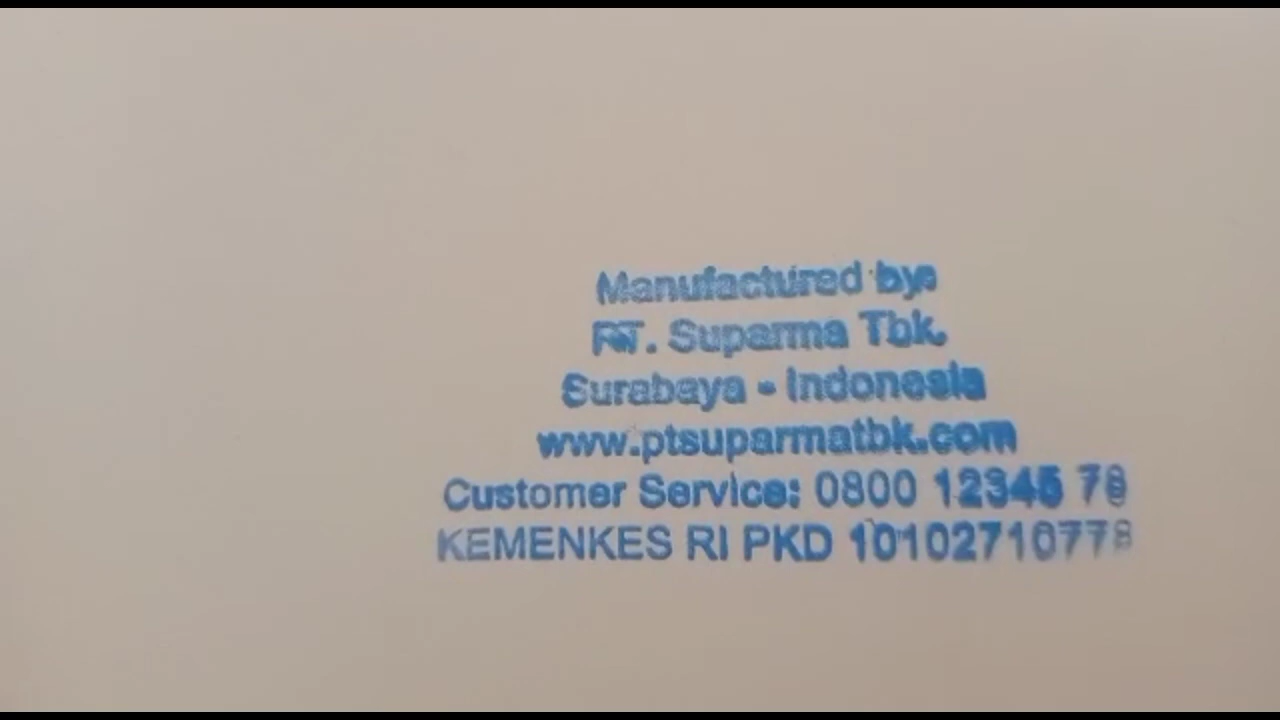 Manufactured by:
PT. Suparma Tbk.
Surabaya - Indonesia
www.ptsuparmatbk.com
Customer Service: 0800 12345 78
KEMENKES RI PKD 10102710778